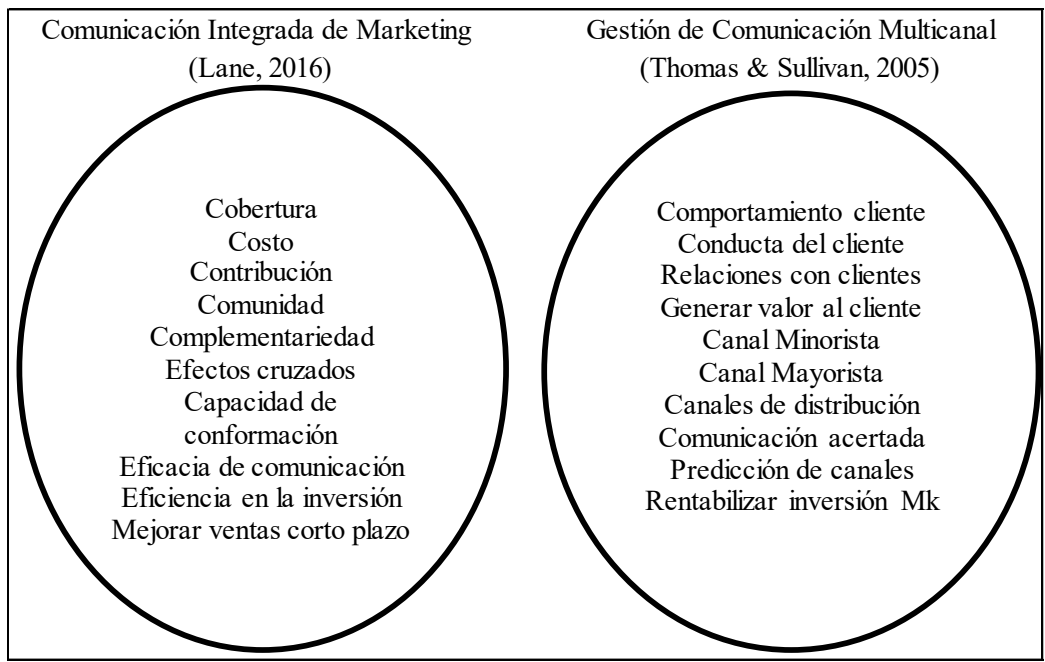 Comunicación Integrada de Marketing
(Lane, 2016)
Cobertura
Costo
Contribución
Comunidad
Complementariedad
Efectos cruzados
Capacidad de
conformación
Eficacia de comunicación
Eficiencia en la inversión
Mejorar ventas corto plazo
Gestión de Comunicación Multicanal
(Thomas & Sullivan, 2005)
Comportamiento cliente
Conducta del cliente
Relaciones con clientes
Generar valor al cliente
Canal Minorista
Canal Mayorista
Canales de distribución
Comunicación acertada
Predicción de canales
Rentabilizar inversión Mk